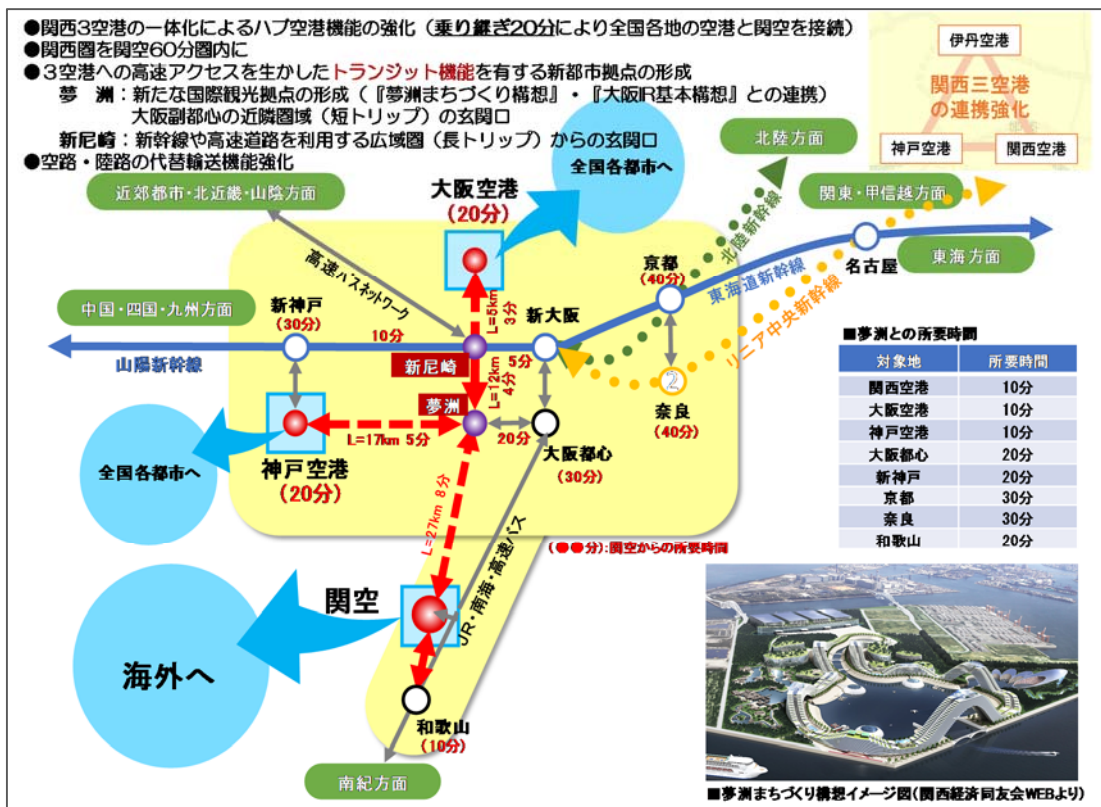 ●関西3空港の一体化によるハブ空港機能の強化（乗り継ぎ20分により全国各地の空港と関空を接続）
●関西圏を関空60分圏内に
●3空港への高速アクセスを生かしたトランジット機能を有する新都市拠点の形成
夢　洲：新たな国際観光拠点の形成（『夢洲まちづくり構想』・『大阪IR基本構想』との連携）
大阪副都心の近隣圏域（短トリップ）の玄関口
新尼崎：新幹線や高速道路を利用する広域圏（長トリップ）からの玄関口
●空路・陸路の代替輸送機能強化
伊丹空港
関西三空港
の連携強化
神戸空港
関西空港
近郊都市・北近畿・山陰方面
大阪空港
(20分)
全国各都市へ
北陸方面
関東・甲信越方面
北陸新幹線
高速バスネットワーク
京都
(40分)
名古屋
東海方面
東海道新幹線
リニア中央新幹線
中国・四国・九州方面
新神戸
(30分)
10分
L=5km
3分
新大阪
山陽新幹線
新尼崎
5分
L=12km
4分
②
奈良
(40分)
夢洲
L=17km 5分
20分
大阪都心
(30分)
神戸空港
(20分)
全国各都市へ
L=27km 8分
JR・南海・高速バス
(●●分):関空からの所要時間
関空
海外へ
和歌山
(10分)
南紀方面
■夢洲との所要時間
対象地 所要時間
関西空港 10分
大阪空港 10分
神戸空港 10分
大阪都心 20分
新神戸 20分
京都 30分
奈良 30分
和歌山 20分
■夢洲まちづくり構想イメージ図(関西経済同友会WEBより)